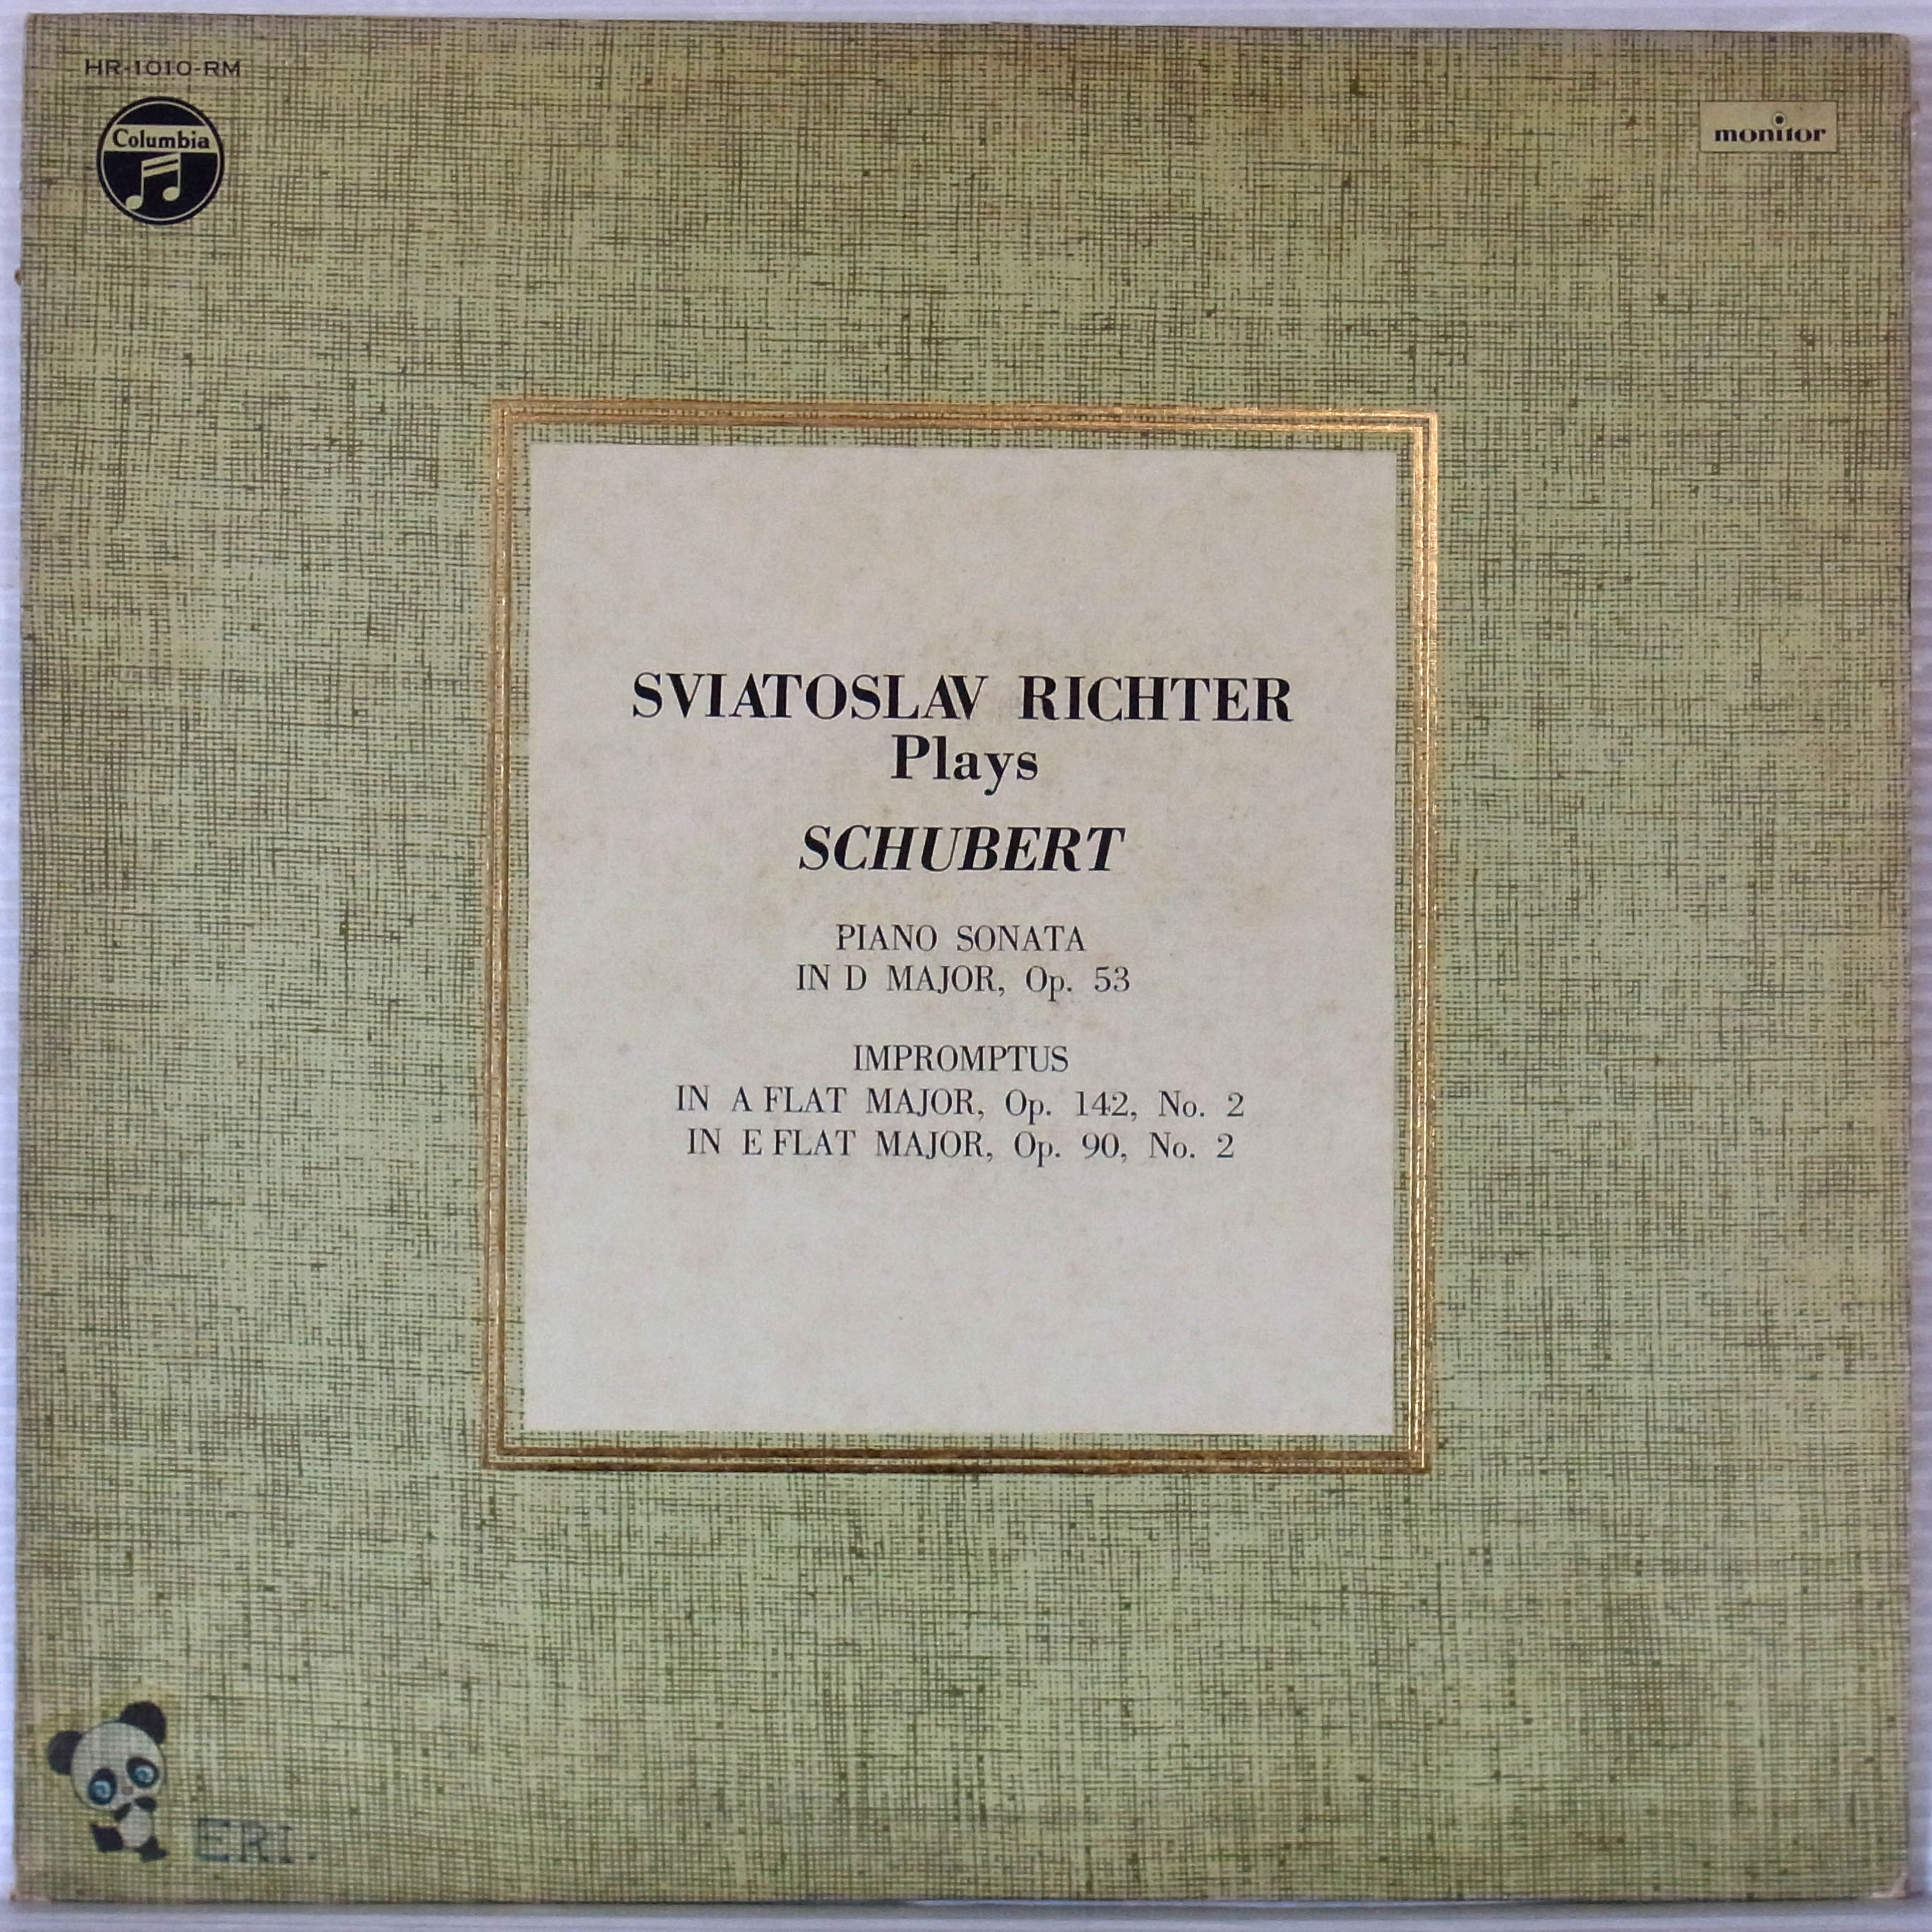 HR-1010-RM
Columbia
monitor
SVIATOSLAV RICHTER
Plays
SCHUBERT
PIANO SONATA
IN D MAJOR, Op. 53
IMPROMPTUS
IN A FLAT MAJOR, Op. 142, No. 2
IN E FLAT MAJOR, Op. 90, No. 2
ERI.